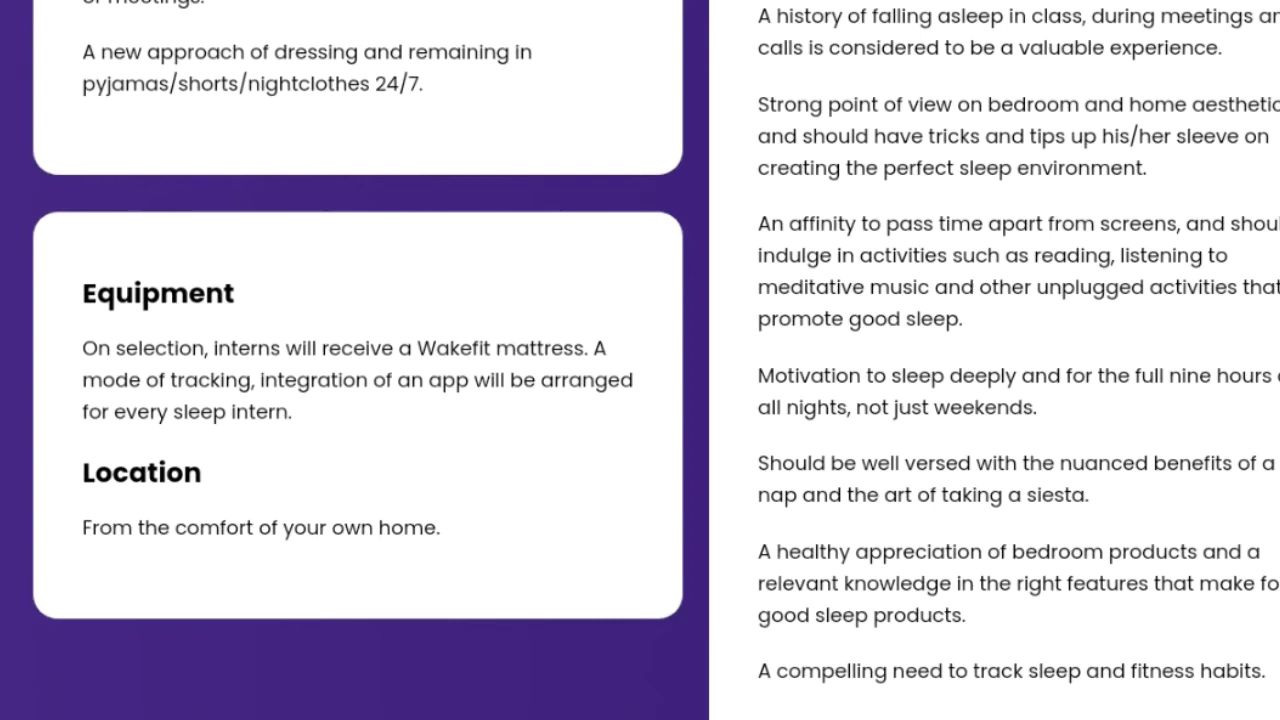 of meetings.
A new approach of dressing and remaining in
pyjamas/shorts/nightclothes 24/7.
Equipment
On selection, interns will receive a Wakefit mattress. A
mode of tracking, integration of an app will be arranged
for every sleep intern.
Location
From the comfort of your own home.
A history of falling asleep in class, during meetings
calls is considered to be a valuable experience.
Strong point of view on bedroom and home
and should have tricks and tips up his/her sleeve on
creating the perfect sleep environment.
An affinity to pass time apart from screens, and
indulge in activities such as reading, listening to
meditative music and other unplugged activities that
promote good sleep.
Motivation to sleep deeply and for the full nine hours
all nights, not just weekends.
Should be well versed with the nuanced benefits of a
nap and the art of taking a siesta.
A healthy appreciation of bedroom products and a
relevant knowledge in the right features that make
good sleep products.
A compelling need to track sleep and fitness habits.